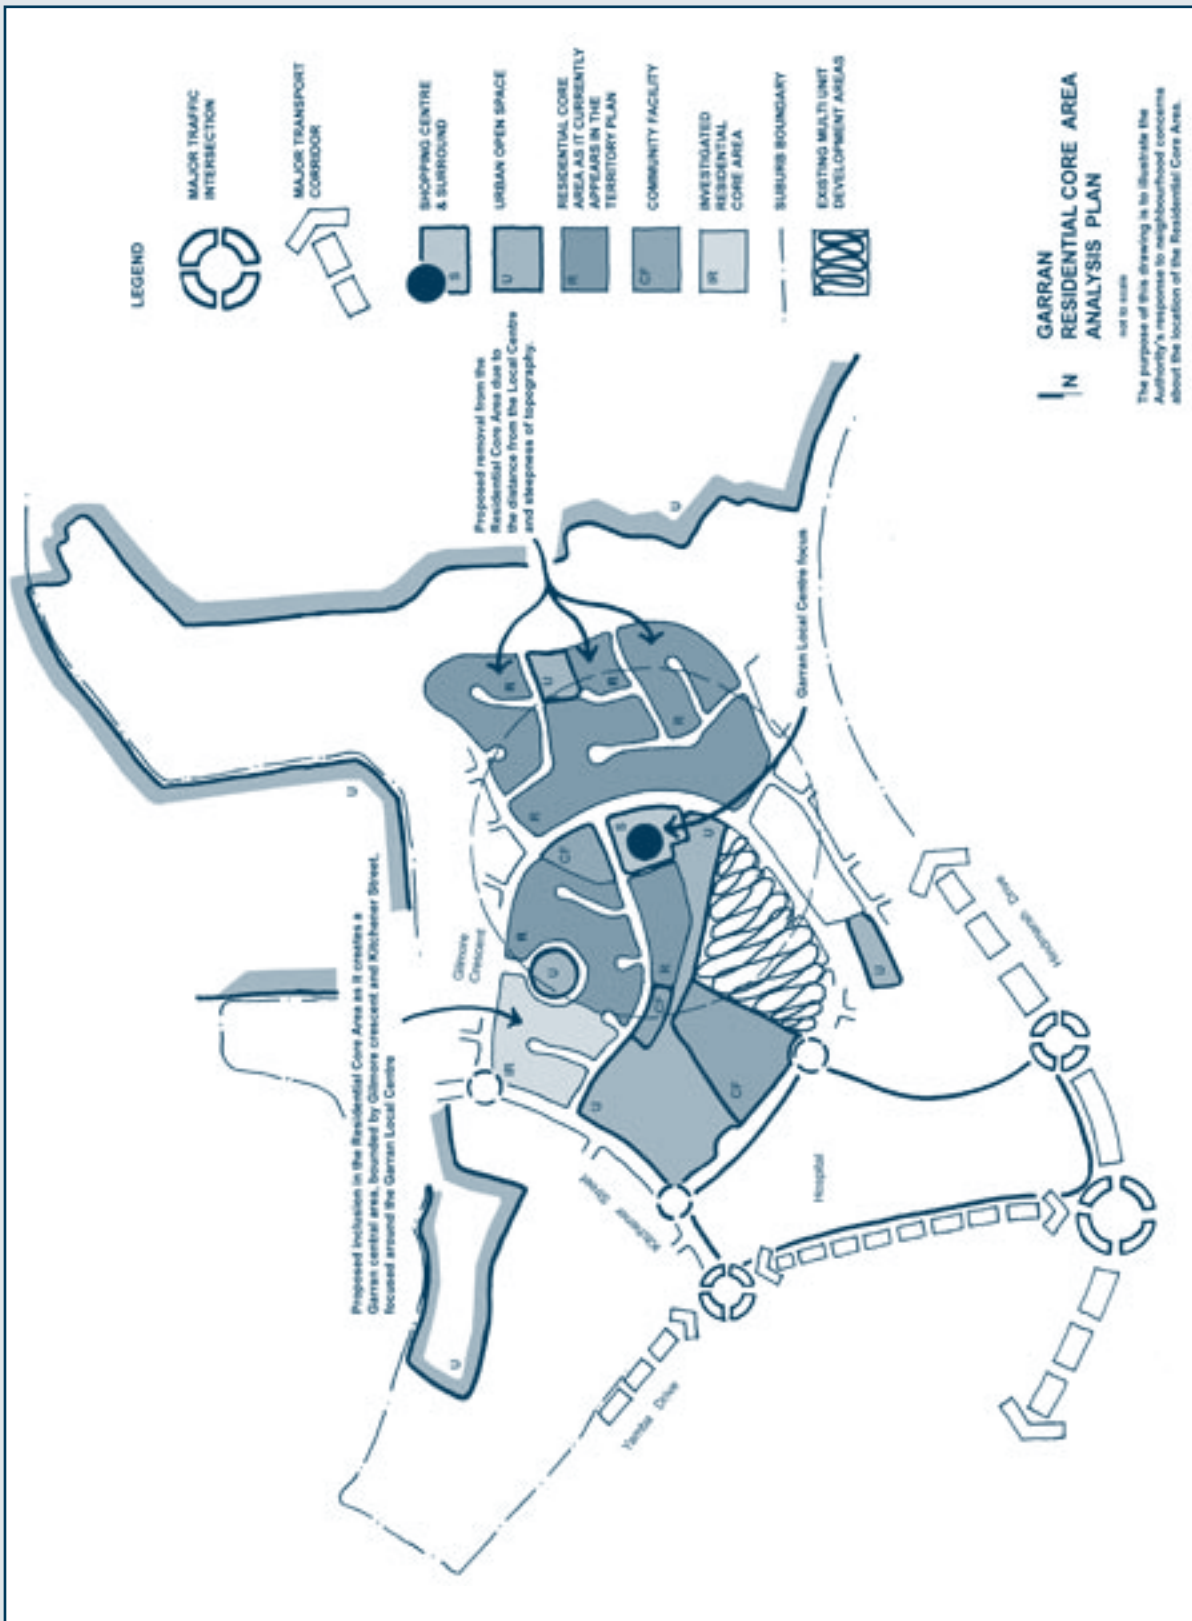 LEGEND
MAJOR TRAFFIC
INTERSECTION
MAJOR TRANSPORT
CORRIDOR
SHOPPING CENTRE
& SURROUND
S
URBAN OPEN SPACE
U
RESIDENTIAL CORE
AREA AS IT CURRENTLY
APPEARS IN THE
TERRITORY PLAN
R
COMMUNITY FACILITY
CF
INVESTIGATED
RESIDENTIAL
CORE AREA
IR
SUBURB BOUNDARY
EXISTING MULTI UNIT
DEVELOPMENT AREAS
Proposed removal from the
Residential Core Area due to
the distance from the Local Centre
and steepness of topography.
Garran Local Centre focus
Proposed inclusion in the Residential Core Area as it creates a
Garran central area, bounded by Gilmore crescent and Kitchener Street,
focused around the Garran Local Centre
Gilmore
Crescent
Kitchener Street
Yamba Drive
Hospital
Hindmarsh Drive
U
U
U
U
U
U
U
U
R
R
R
R
R
R
R
CF
CF
CF
S
IR
N
GARRAN
RESIDENTIAL CORE AREA
ANALYSIS PLAN
not to scale
The purpose of this drawing is to illustrate the
Authority's response to neighbourhood concerns
about the location of the Residential Core Area.